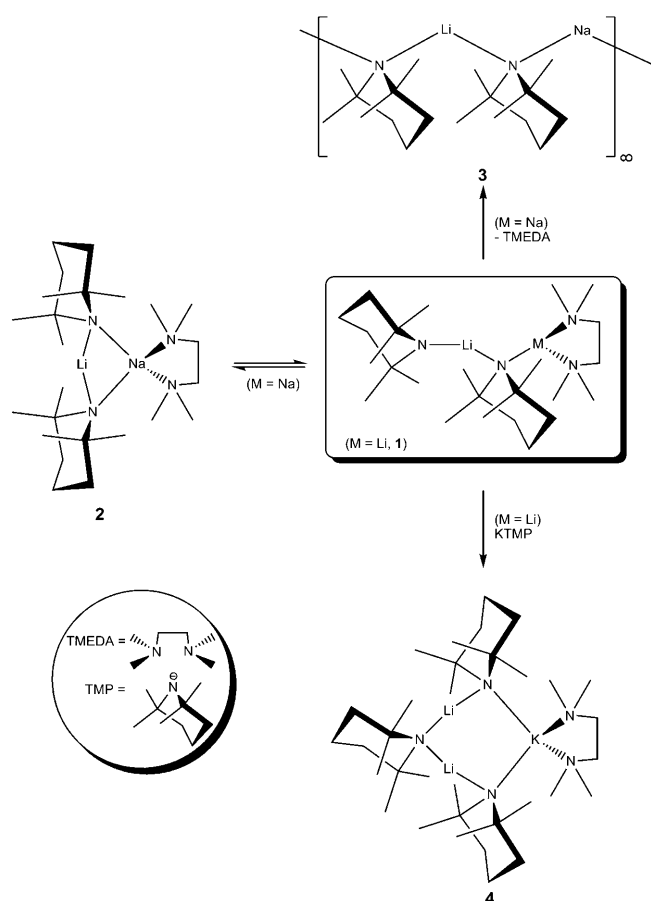 Li
Na
N
N
∞
3
(M = Na)
- TMEDA
N
N
Li
Na
N
N
2
(M = Na)
N
Li
N
M
N
N
(M = Li, 1)
(M = Li)
KTMP
TMEDA =
N
N
TMP =
⊖
N
N
Li
N
Li
N
K
N
N
4